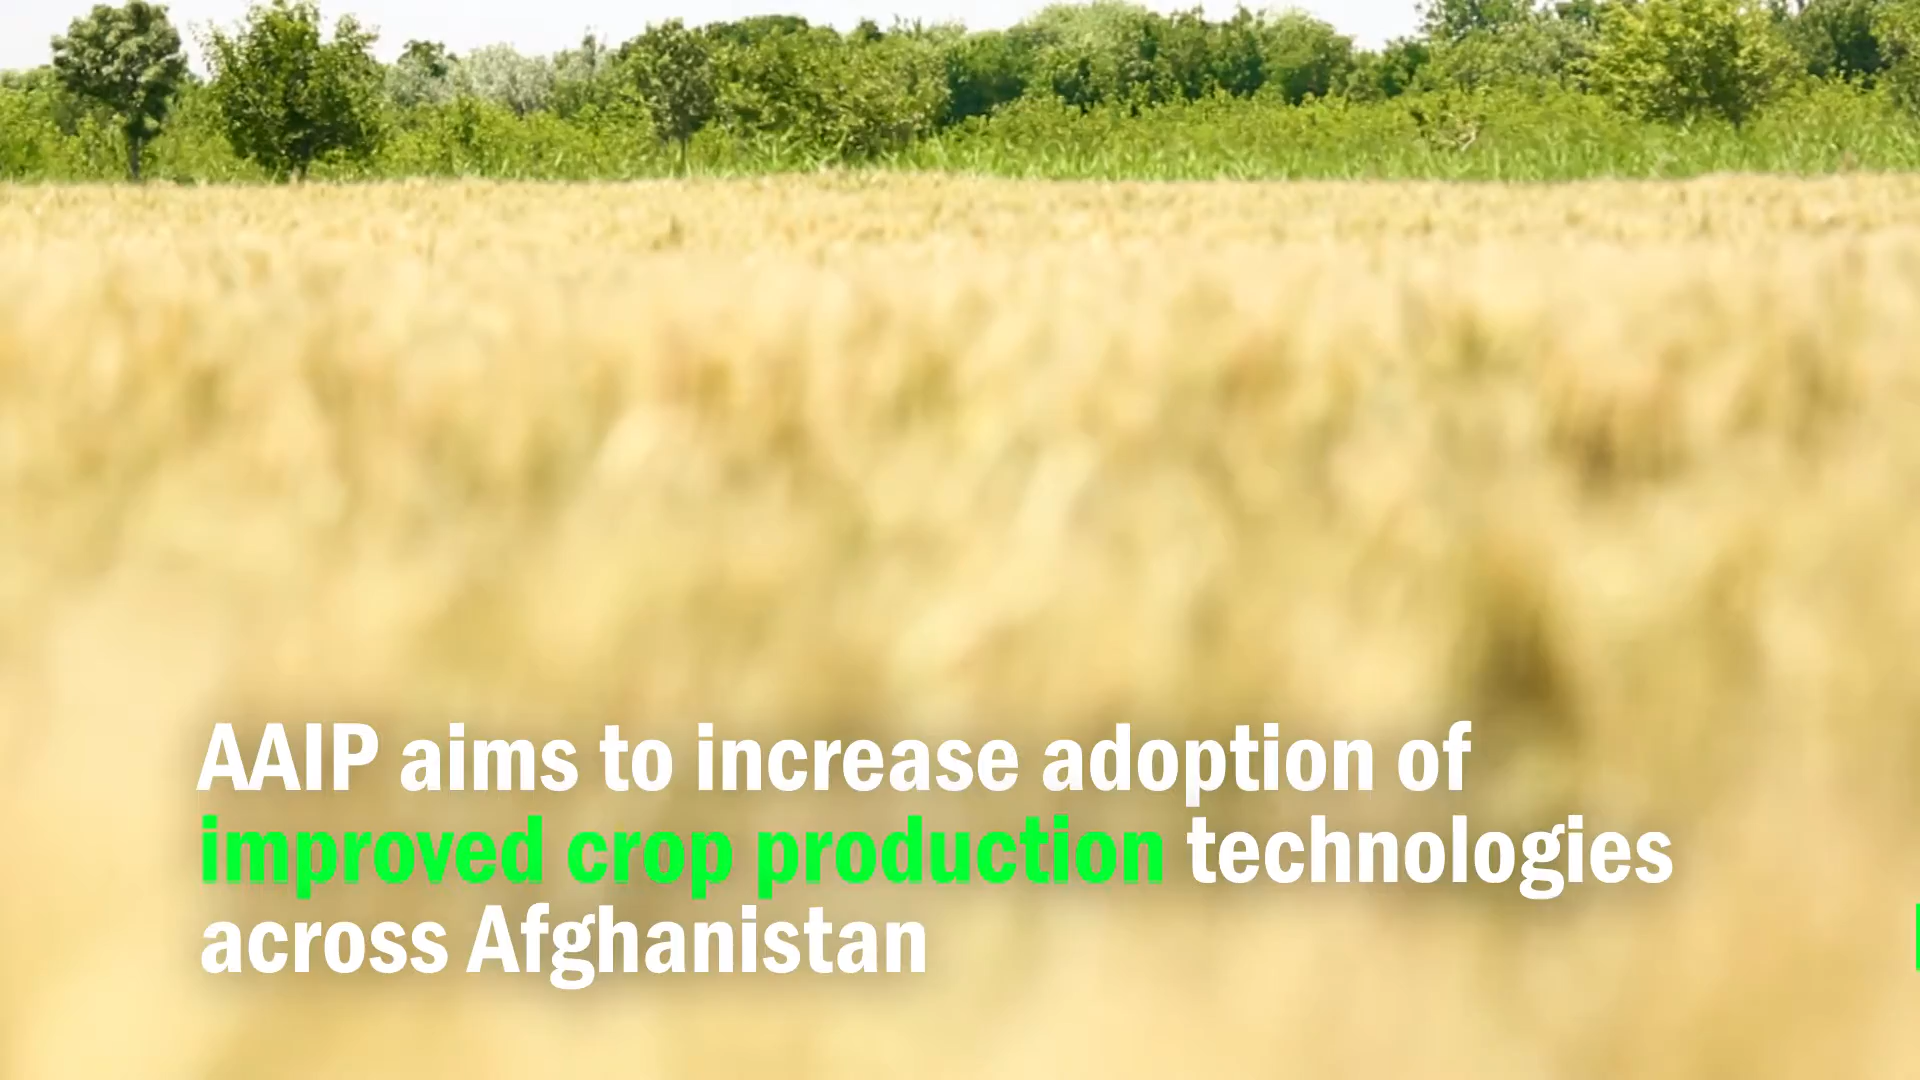 AAIP aims to increase adoption of
improved crop production technologies
across Afghanistan